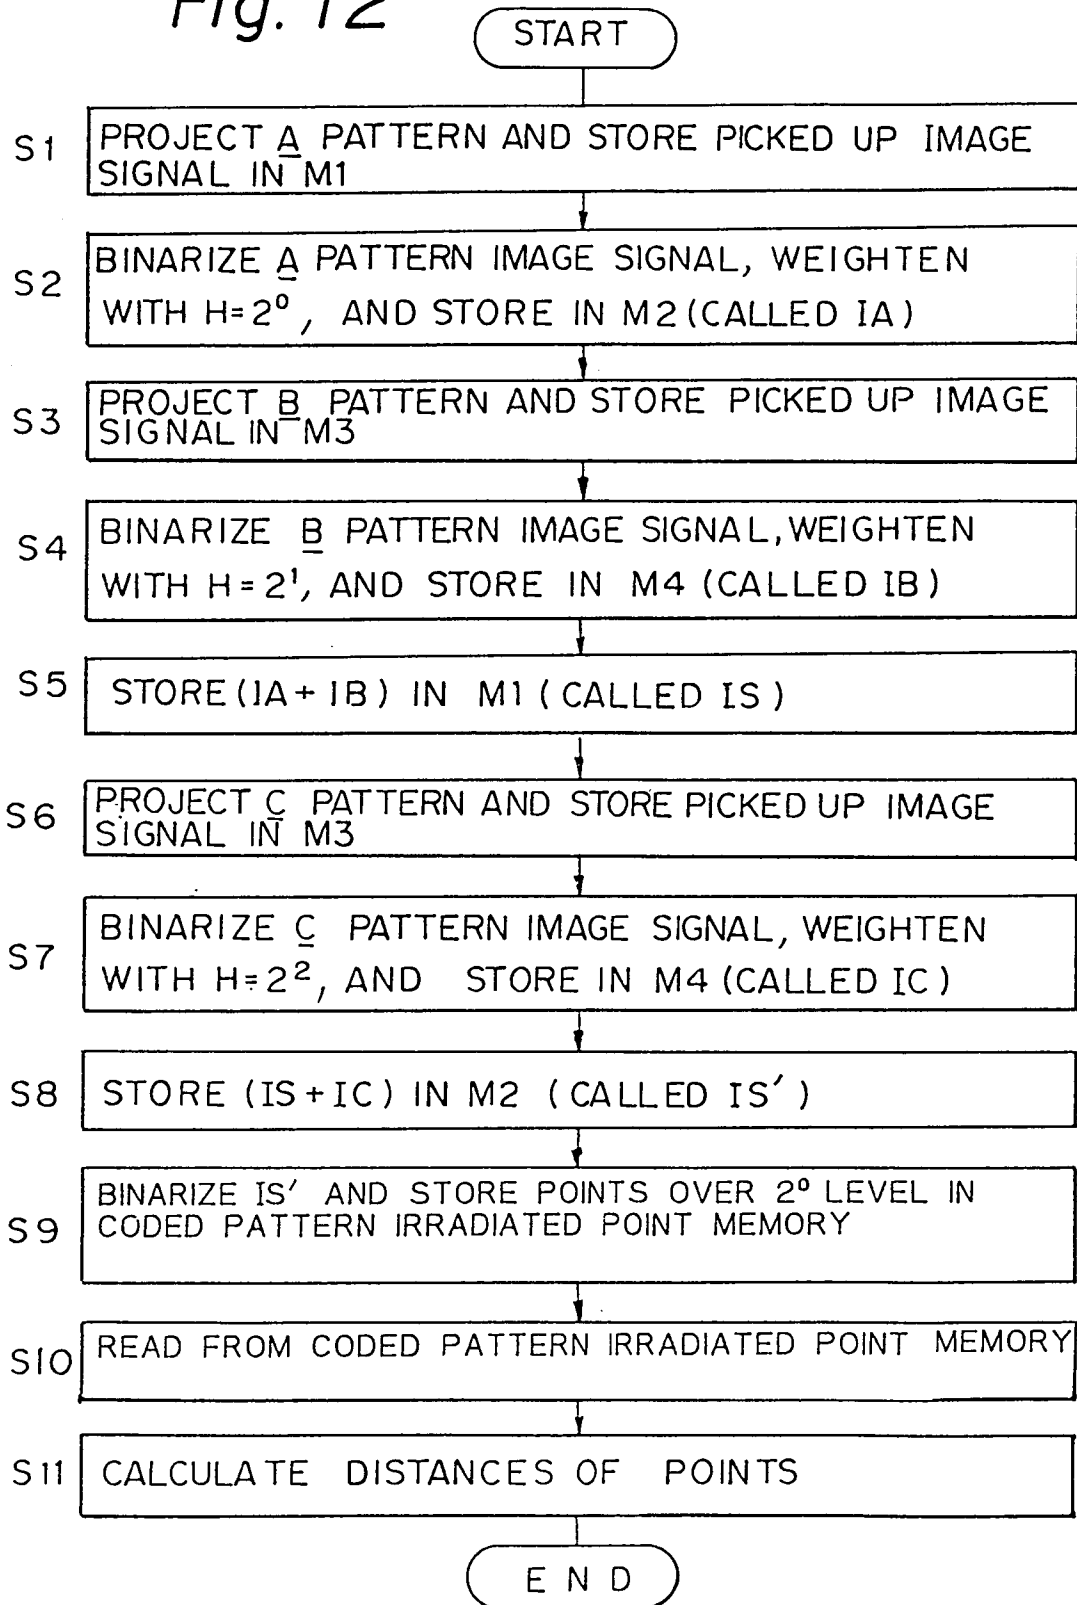 Fig. 12
START
S1
PROJECT A PATTERN AND STORE PICKED UP IMAGE
SIGNAL IN M1
S2
BINARIZE A PATTERN IMAGE SIGNAL, WEIGHTEN
WITH H=2⁰, AND STORE IN M2 (CALLED IA)
S3
PROJECT B PATTERN AND STORE PICKED UP IMAGE
SIGNAL IN M3
S4
BINARIZE B PATTERN IMAGE SIGNAL, WEIGHTEN
WITH H=2¹, AND STORE IN M4 (CALLED IB)
S5
STORE (IA+IB) IN M1 (CALLED IS)
S6
PROJECT C PATTERN AND STORE PICKED UP IMAGE
SIGNAL IN M3
S7
BINARIZE C PATTERN IMAGE SIGNAL, WEIGHTEN
WITH H=2², AND STORE IN M4 (CALLED IC)
S8
STORE (IS+IC) IN M2 (CALLED IS′)
S9
BINARIZE IS′ AND STORE POINTS OVER 2⁰ LEVEL IN
CODED PATTERN IRRADIATED POINT MEMORY
S10
READ FROM CODED PATTERN IRRADIATED POINT MEMORY
S11
CALCULATE DISTANCES OF POINTS
END